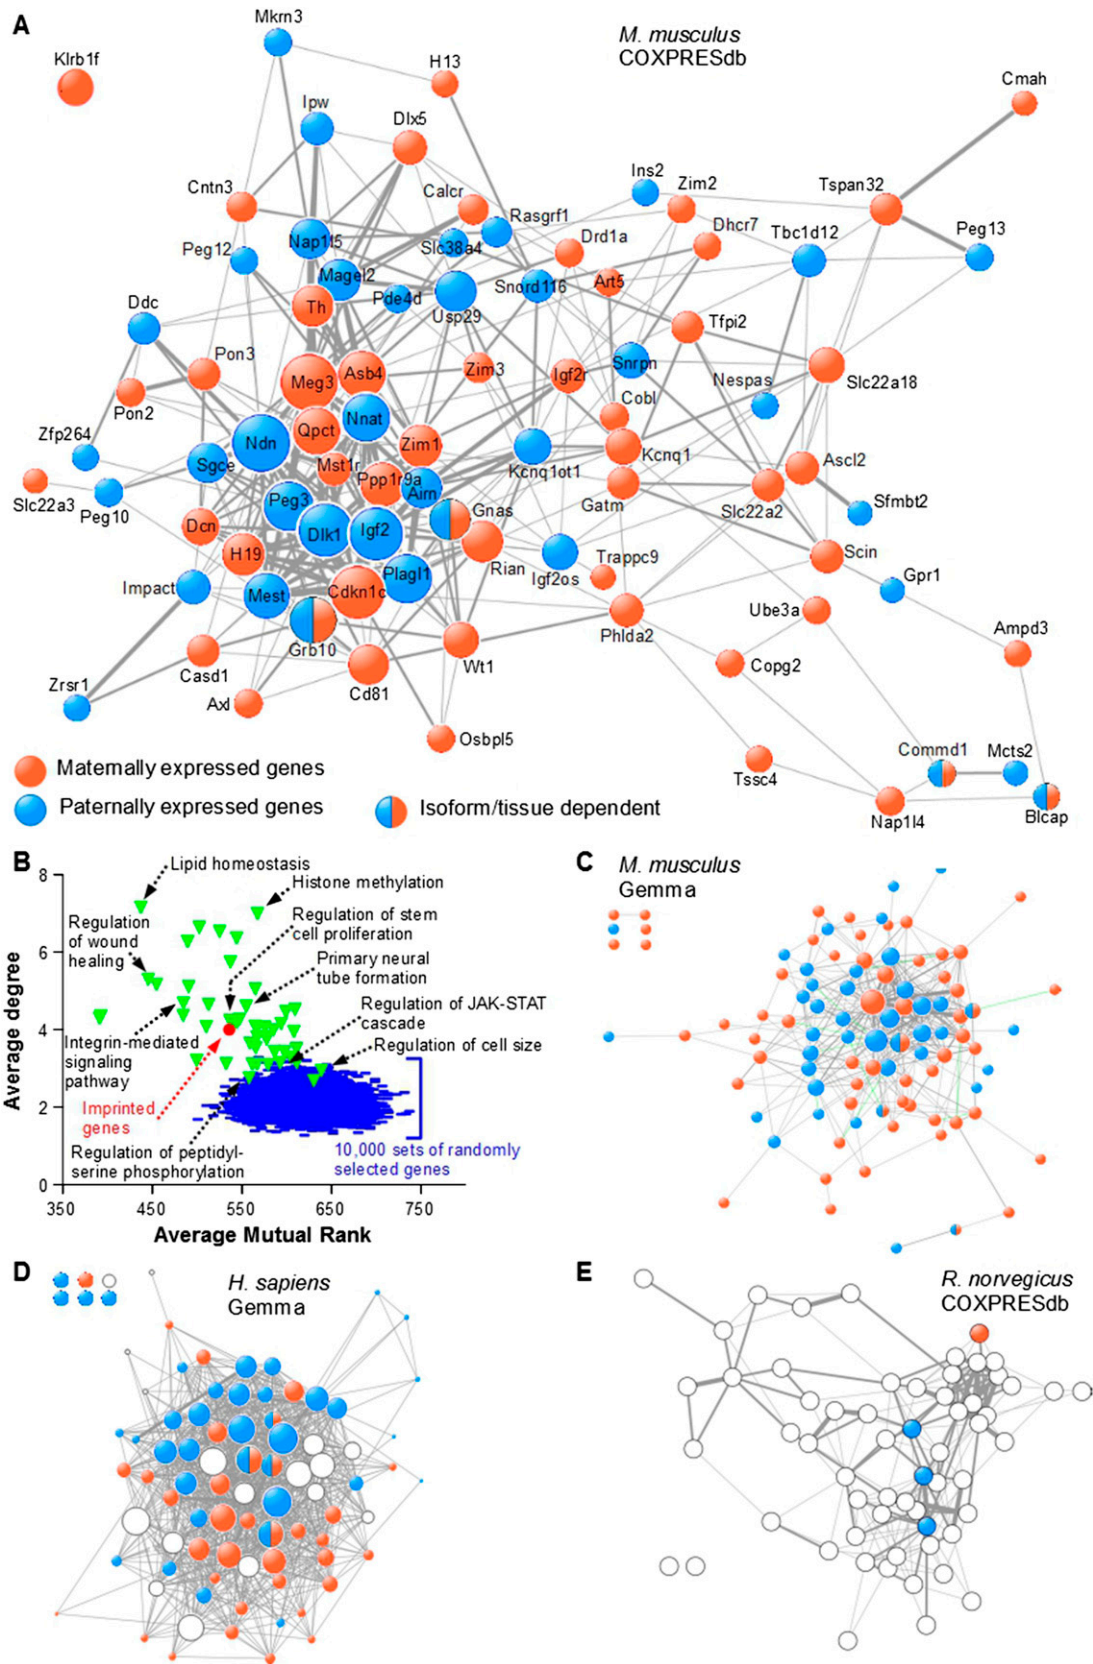 A
M. musculus
COXPRESdb
Mkrn3
Klrb1f
H13
Cmah
Ipw
Dlx5
Ins2
Zim2
Tspan32
Cntn3
Calcr
Rasgrf1
Dhcr7
Tbc1d12
Peg13
Peg12
Nap1l5
Slc38a4
Drd1a
Magel2
Pde4d
Snord116
Art5
Ddc
Th
Usp29
Tfpi2
Pon3
Meg3
Asb4
Zim3
Igf2r
Snrpn
Nespas
Slc22a18
Pon2
Nnat
Cobl
Zfp264
Ndn
Qpct
Zim1
Kcnq1
Ascl2
Sgce
Mst1r
Kcnq1ot1
Slc22a3
Peg10
Ppp1r9a
Airn
Gatm
Slc22a2
Sfmbt2
Peg3
Gnas
Dcn
Dlk1
Igf2
H19
Rian
Igf2os
Trappc9
Scin
Gpr1
Impact
Mest
Cdkn1c
Plagl1
Phlda2
Ube3a
Ampd3
Grb10
Wt1
Copg2
Zrsr1
Casd1
Cd81
Axl
Osbpl5
Tssc4
Commd1
Mcts2
Nap1l4
Blcap
Maternally expressed genes
Paternally expressed genes
Isoform/tissue dependent
B
Average degree
8
6
4
2
0
350
450
550
650
750
Average Mutual Rank
Lipid homeostasis
Histone methylation
Regulation
of wound
healing
Regulation of stem
cell proliferation
Primary neural
tube formation
Regulation of JAK-STAT
cascade
Regulation of cell size
Integrin-mediated
signaling
pathway
Imprinted
genes
Regulation of peptidyl-
serine phosphorylation
10,000 sets of randomly
selected genes
C
M. musculus
Gemma
D
H. sapiens
Gemma
E
R. norvegicus
COXPRESdb